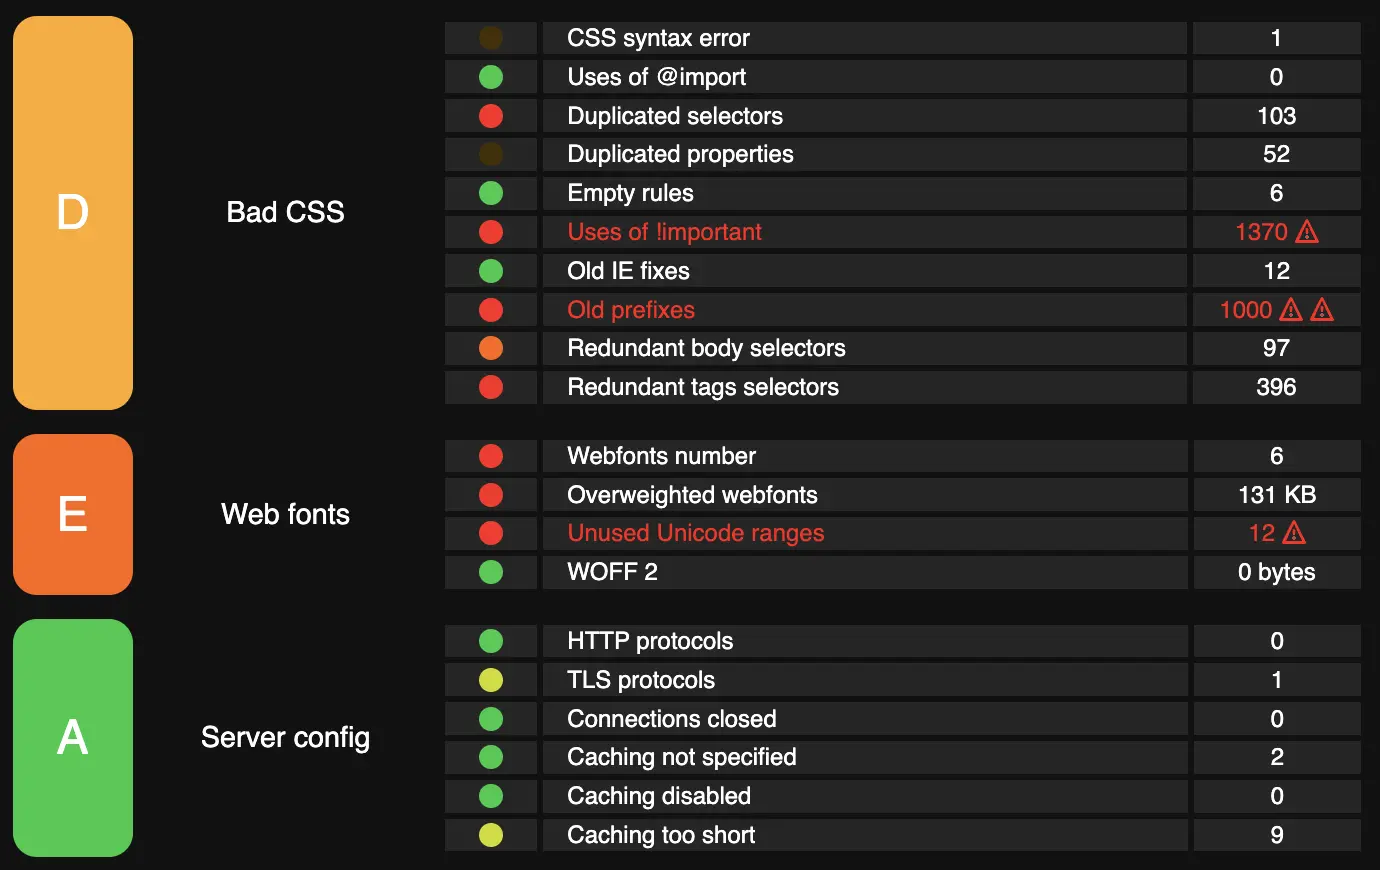 D
Bad CSS
CSS syntax error 1
Uses of @import 0
Duplicated selectors 103
Duplicated properties 52
Empty rules 6
Uses of !important 1370
Old IE fixes 12
Old prefixes 1000
Redundant body selectors 97
Redundant tags selectors 396
E
Web fonts
Webfonts number 6
Overweighted webfonts 131 KB
Unused Unicode ranges 12
WOFF 2 0 bytes
A
Server config
HTTP protocols 0
TLS protocols 1
Connections closed 0
Caching not specified 2
Caching disabled 0
Caching too short 9